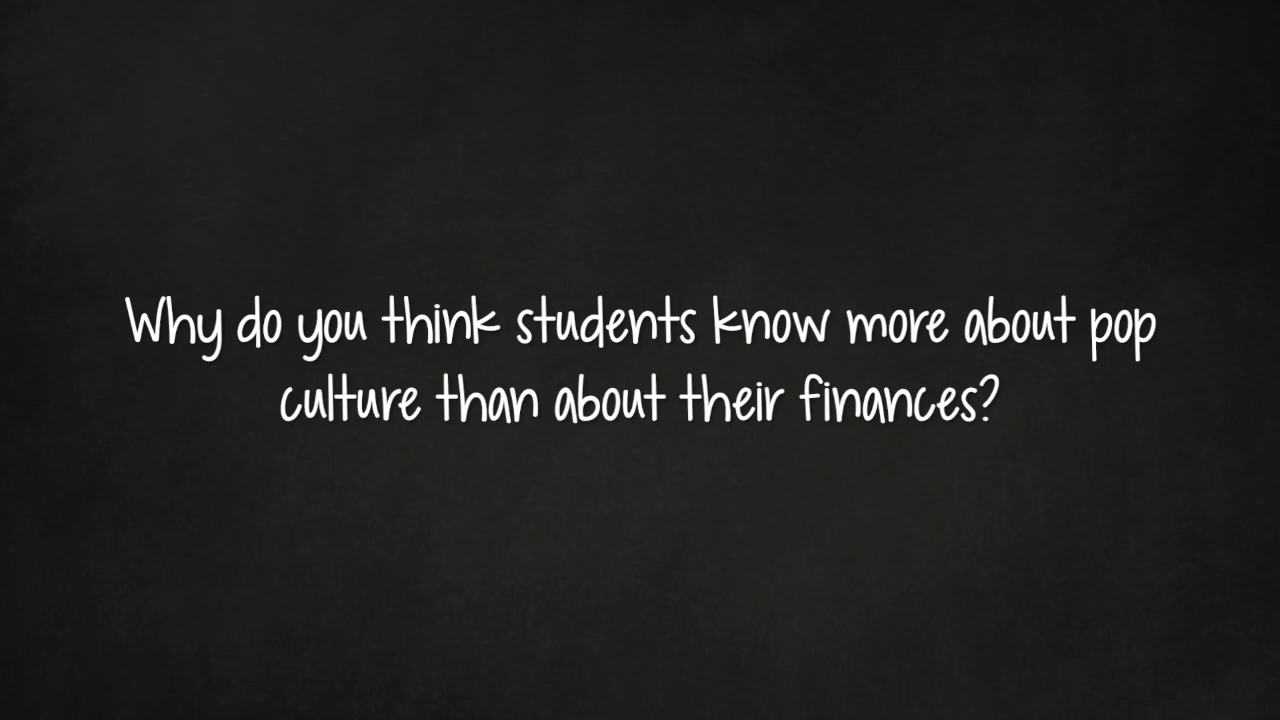 Why do you think students know more about pop
culture than about their finances?